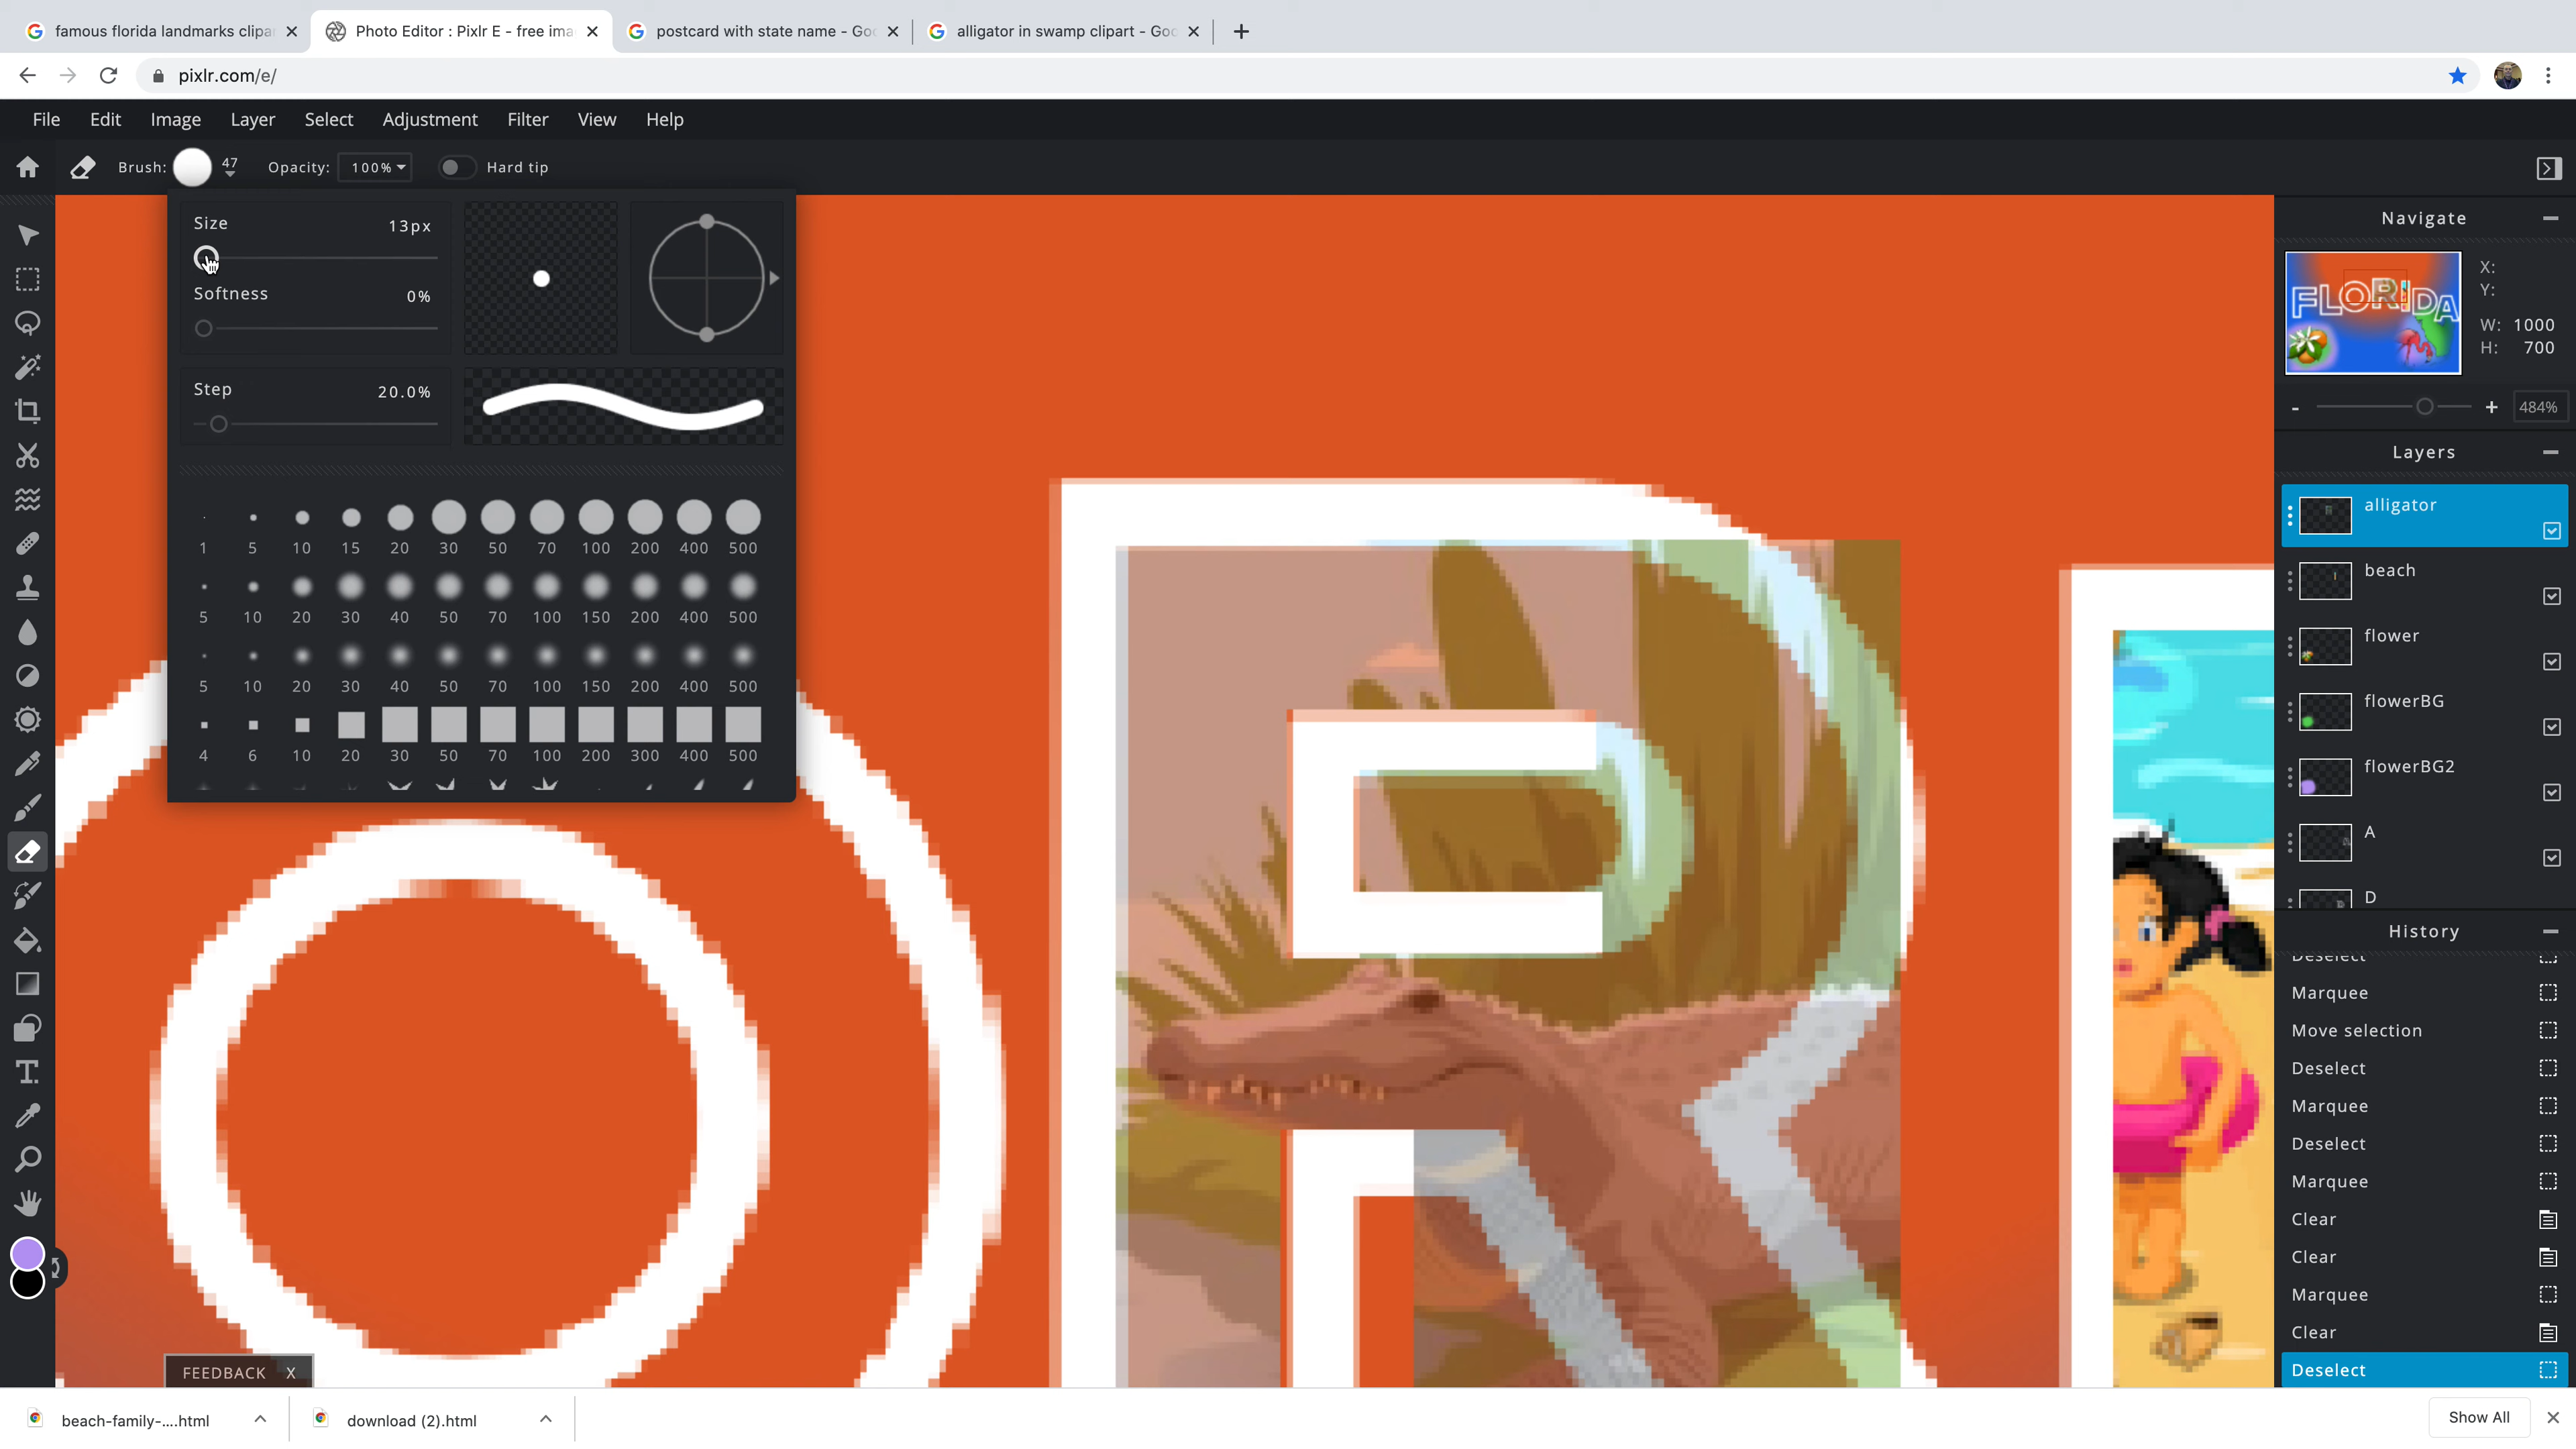 famous florida landmarks clipa
Photo Editor : Pixlr E - free ima
postcard with state name - Goo
alligator in swamp clipart - Goo
pixlr.com/e/
File Edit Image Layer Select Adjustment Filter View Help
Brush: 47 Opacity: 100% Hard tip
Size 13px
Softness 0%
Step 20.0%
1 5 10 15 20 30 50 70 100 200 400 500
5 10 20 30 40 50 70 100 150 200 400 500
5 10 20 30 40 50 70 100 150 200 400 500
4 6 10 20 30 50 70 100 200 300 400 500
Navigate
FLORIDA
X:
Y:
W: 1000
H: 700
- + 484%
Layers
alligator
beach
flower
flowerBG
flowerBG2
A
D
History
Deselect
Marquee
Move selection
Deselect
Marquee
Deselect
Marquee
Clear
Clear
Marquee
Clear
Deselect
OR
FEEDBACK X
beach-family-....html
download (2).html
Show All